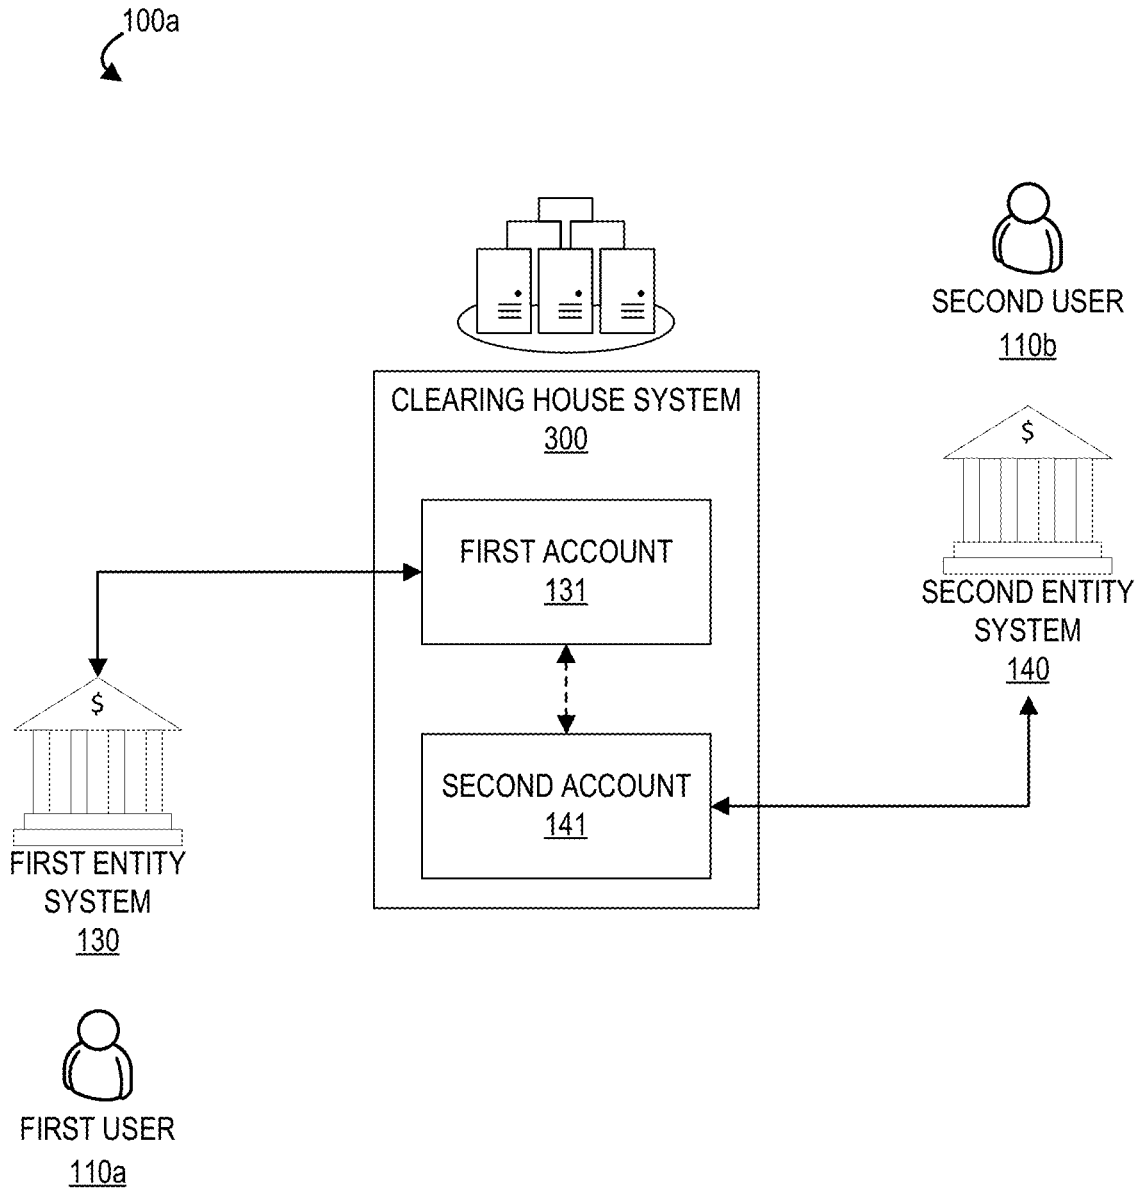 100a
SECOND USER
110b
CLEARING HOUSE SYSTEM
300
$
FIRST ACCOUNT
131
SECOND ENTITY
SYSTEM
140
$
SECOND ACCOUNT
141
FIRST ENTITY
SYSTEM
130
FIRST USER
110a